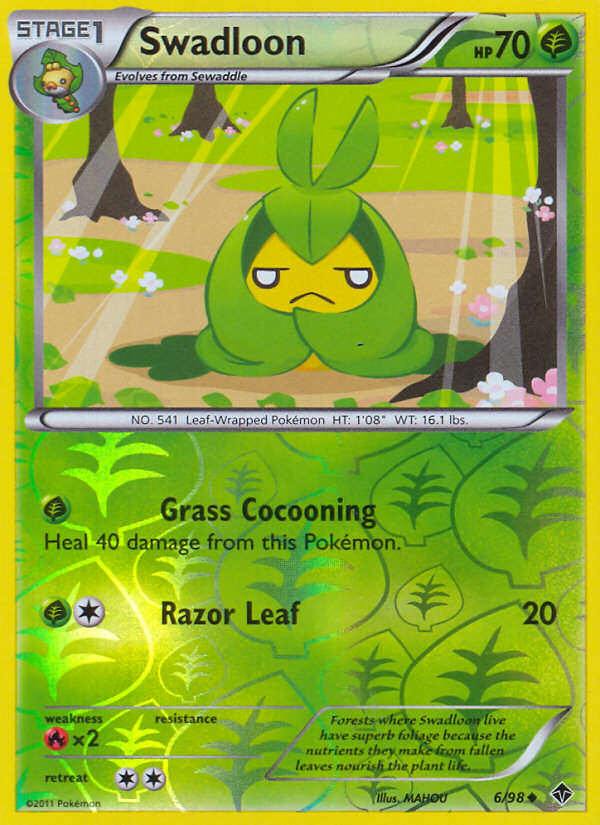 STAGE1
Swadloon
HP70
Evolves from Sewaddle
NO. 541 Leaf-Wrapped Pokémon HT: 1'08" WT: 16.1 lbs.
Grass Cocooning
Heal 40 damage from this Pokémon.
Razor Leaf 20
weakness resistance
×2
retreat
Forests where Swadloon live
have superb foliage because the
nutrients they make from fallen
leaves nourish the plant life.
©2011 Pokémon
Illus. MAHOU 6/98